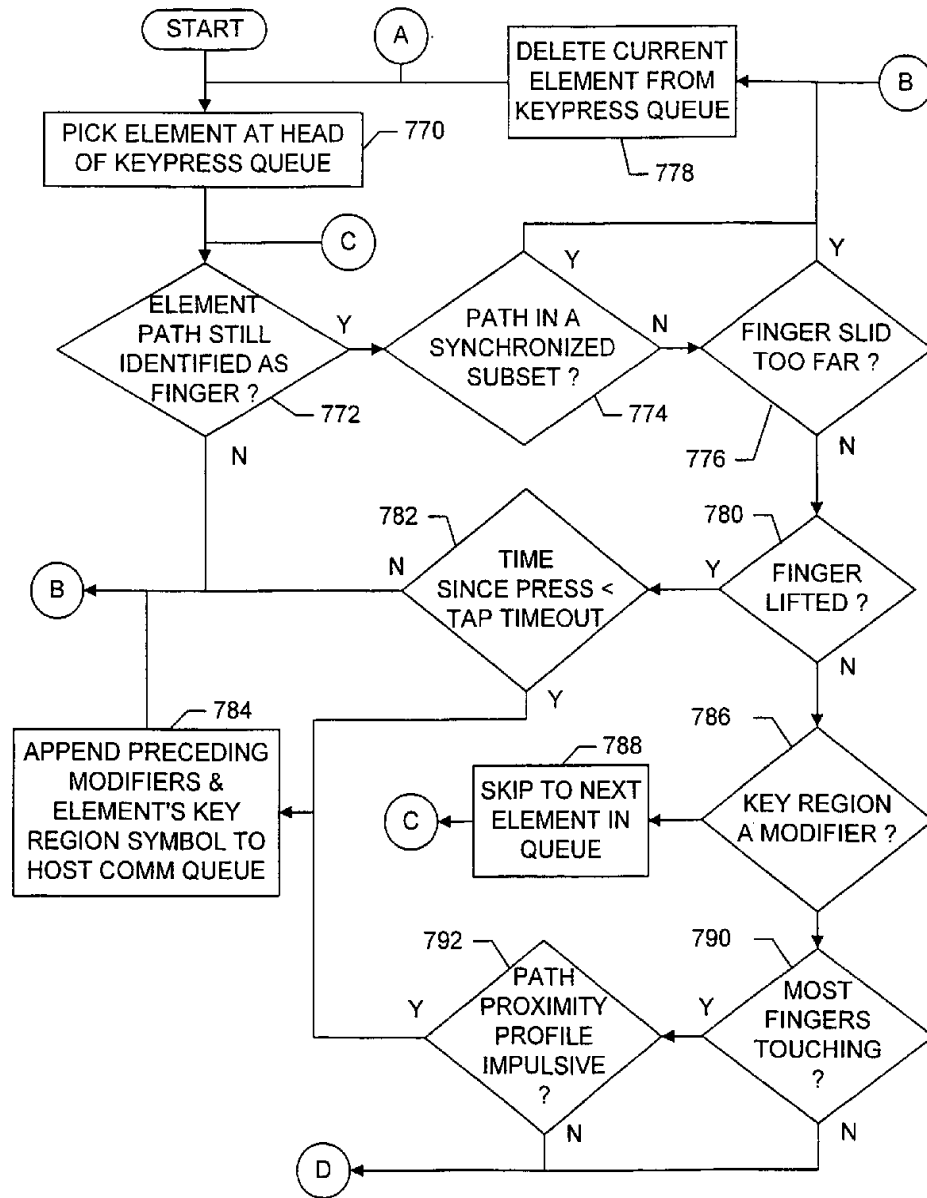 START
A
DELETE CURRENT
ELEMENT FROM
KEYPRESS QUEUE
B
PICK ELEMENT AT HEAD
OF KEYPRESS QUEUE
770
778
C
Y
Y
ELEMENT
PATH STILL
IDENTIFIED AS
FINGER ?
Y
PATH IN A
SYNCHRONIZED
SUBSET ?
N
FINGER SLID
TOO FAR ?
772
774
776
N
N
782
780
TIME
SINCE PRESS <
TAP TIMEOUT
N
Y
FINGER
LIFTED ?
B
Y
N
784
788
786
APPEND PRECEDING
MODIFIERS &
ELEMENT'S KEY
REGION SYMBOL TO
HOST COMM QUEUE
C
SKIP TO NEXT
ELEMENT IN
QUEUE
KEY REGION
A MODIFIER ?
792
790
Y
PATH
PROXIMITY
PROFILE
IMPULSIVE
?
Y
MOST
FINGERS
TOUCHING
?
N
N
D